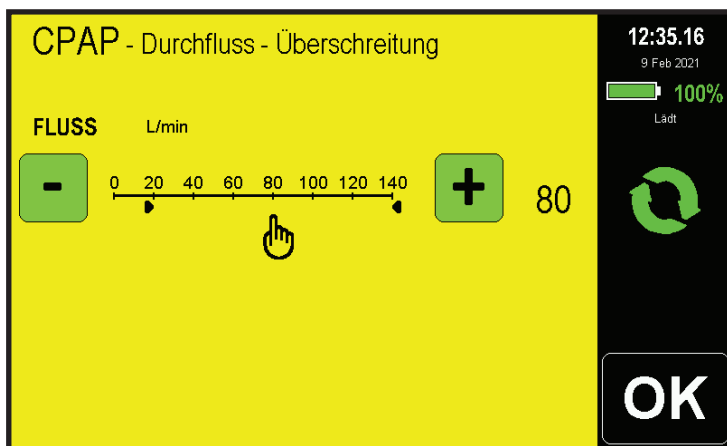 CPAP - Durchfluss - Überschreitung
12:35.16
9 Feb 2021
100%
Lädt
FLUSS L/min
- 0 20 40 60 80 100 120 140 + 80
OK